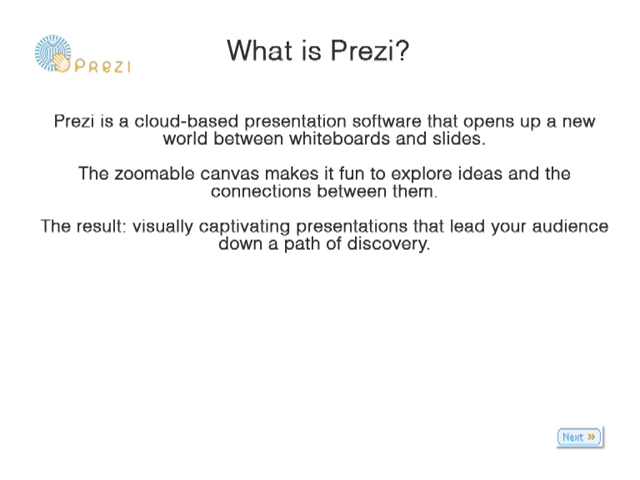 PREZI
What is Prezi?
Prezi is a cloud-based presentation software that opens up a new
world between whiteboards and slides.
The zoomable canvas makes it fun to explore ideas and the
connections between them.
The result: visually captivating presentations that lead your audience
down a path of discovery.
Next »